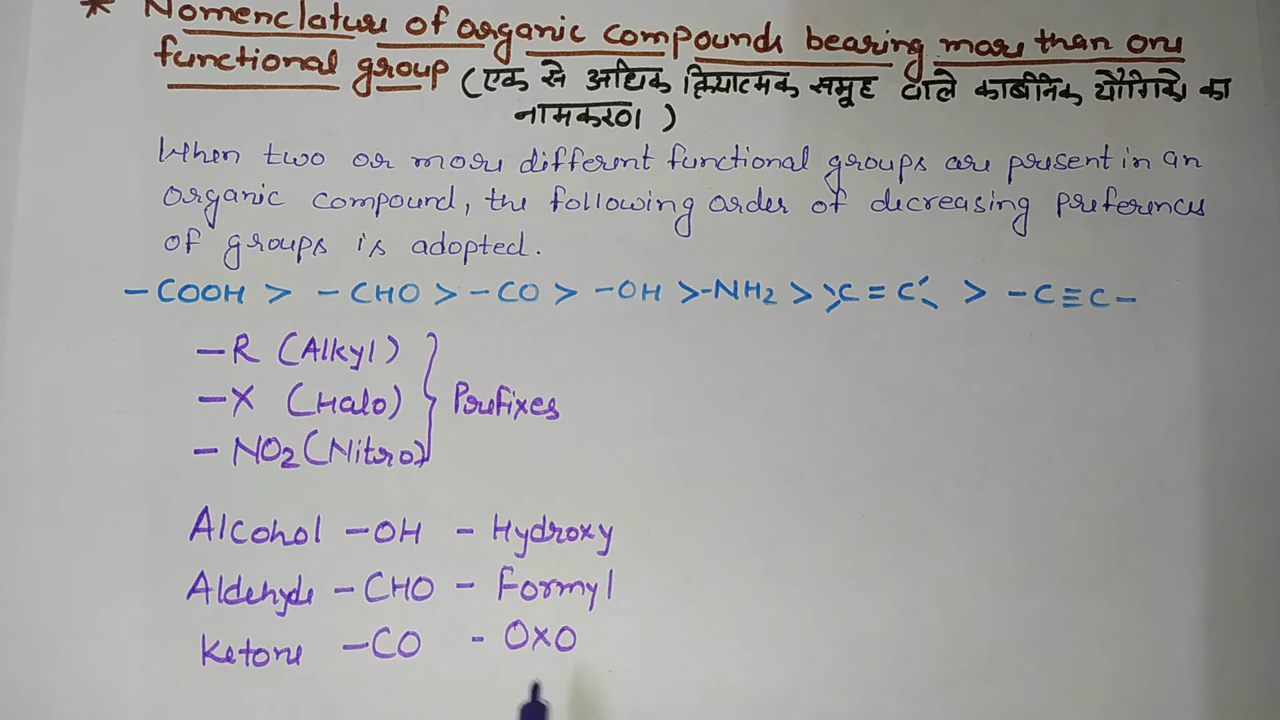 * Nomenclature of organic compounds bearing more than one
functional group (एक से अधिक क्रियात्मक समूह वाले कार्बनिक यौगिकों का
नामकरण)
When two or more different functional groups are present in an
organic compound, the following order of decreasing preference
of groups is adopted.
-COOH > -CHO > -CO > -OH > -NH2 > >C=C< > -C≡C-
-R (Alkyl)
-X (Halo) } Prefixes
-NO2 (Nitro)
Alcohol -OH - Hydroxy
Aldehyde -CHO - Formyl
Ketone -CO - Oxo